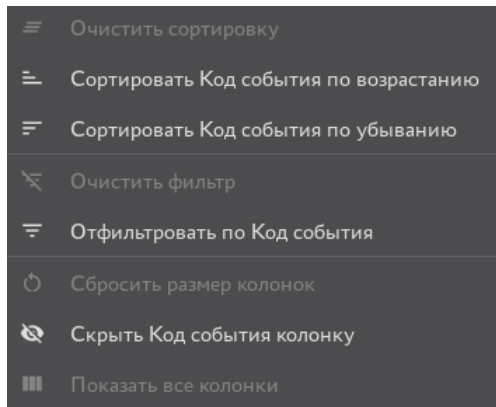 Очистить сортировку
Сортировать Код события по возрастанию
Сортировать Код события по убыванию
Очистить фильтр
Отфильтровать по Код события
Сбросить размер колонок
Скрыть Код события колонку
Показать все колонки